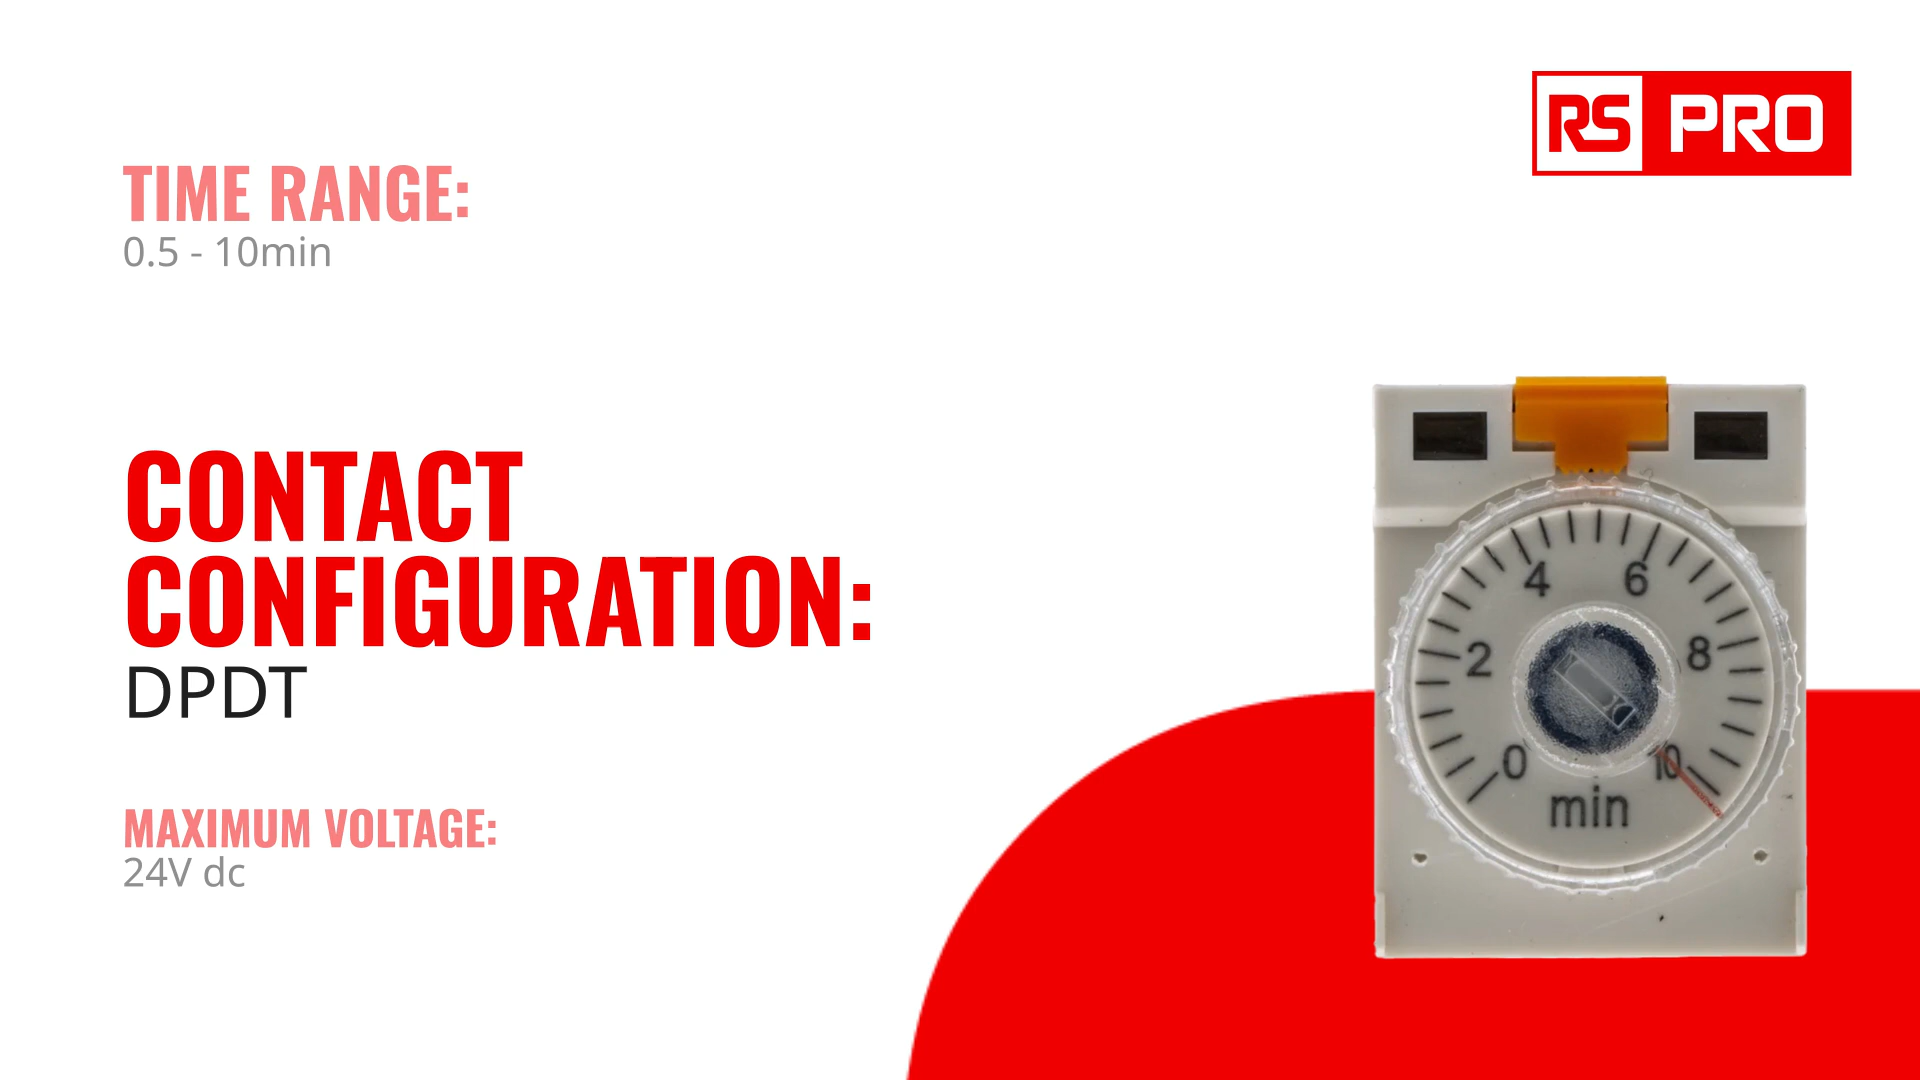 RS PRO
TIME RANGE:
0.5 - 10min
CONTACT
CONFIGURATION:
DPDT
MAXIMUM VOLTAGE:
24V dc
4 6
2 8
0 10
min